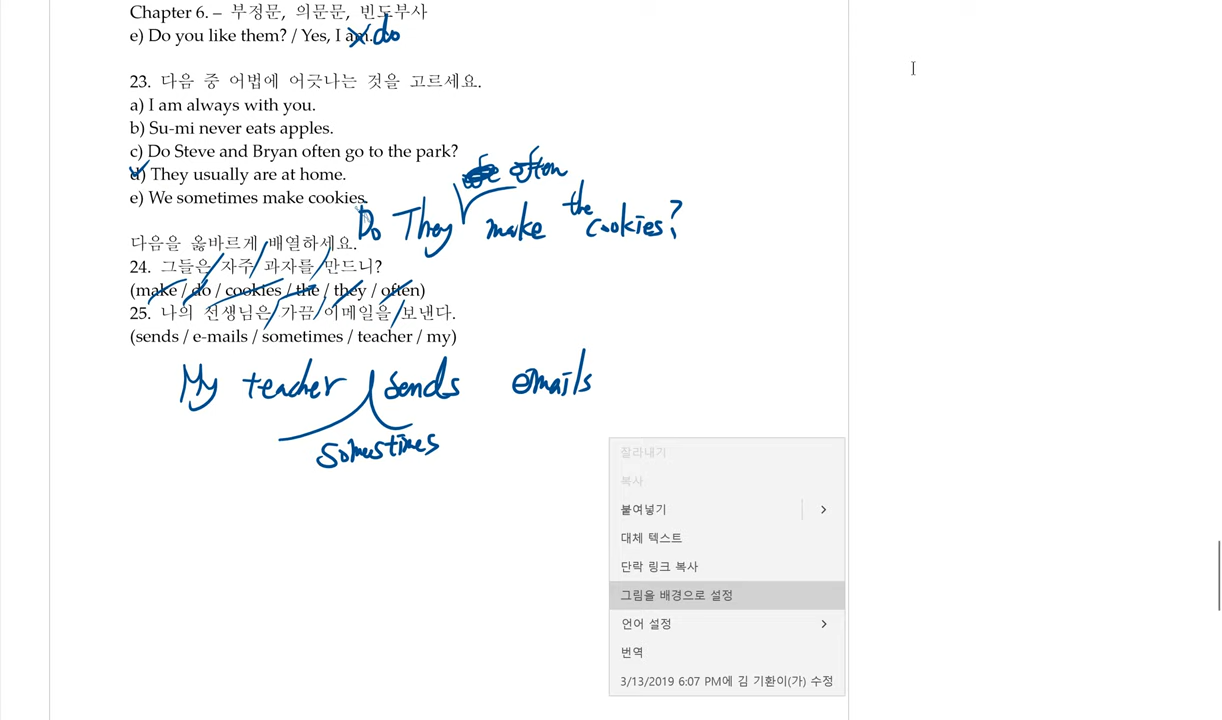 Chapter 6. – 부정문, 의문문, 빈도부사
e) Do you like them? / Yes, I am. do
23. 다음 중 어법에 어긋나는 것을 고르세요.
a) I am always with you.
b) Su-mi never eats apples.
c) Do Steve and Bryan often go to the park?
d) They usually are at home.
e) We sometimes make cookies.
often
Do They make the cookies?
다음을 옳바르게 배열하세요.
24. 그들은 자주 과자를 만드니?
(make / do / cookies / the / they / often)
25. 나의 선생님은 가끔 이메일을 보낸다.
(sends / e-mails / sometimes / teacher / my)
My teacher sends emails
somestimes
잘라내기
복사
붙여넣기
대체 텍스트
단락 링크 복사
그림을 배경으로 설정
언어 설정
번역
3/13/2019 6:07 PM에 김 기환이(가) 수정